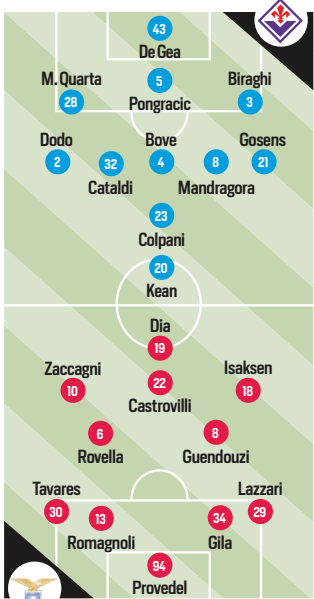 43
De Gea
M. Quarta
5
Biraghi
28
Pongracic
3
Dodo
Bove
Gosens
2
32
4
8
21
Cataldi
Mandragora
23
Colpani
20
Kean
Dia
19
Zaccagni
22
Isaksen
10
Castrovilli
18
6
8
Rovella
Guendouzi
Tavares
Lazzari
30
13
34
29
Romagnoli
Gila
94
Provedel